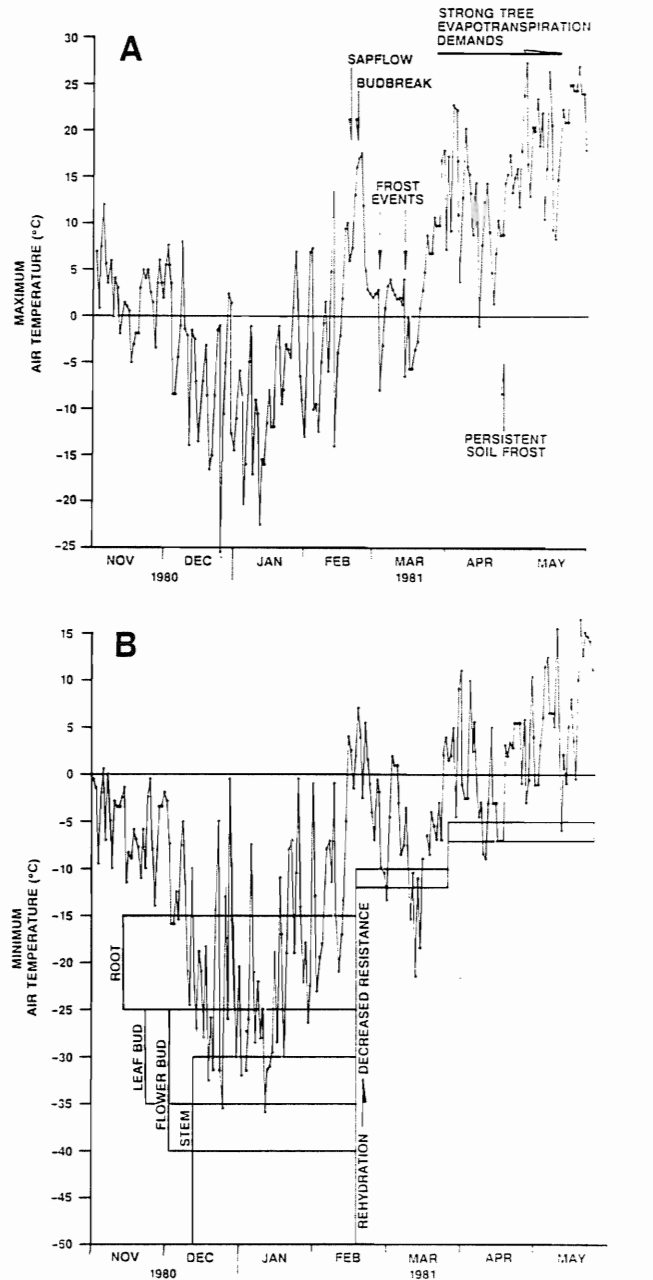 A
STRONG TREE
EVAPOTRANSPIRATION
DEMANDS
SAPFLOW
BUDBREAK
FROST
EVENTS
PERSISTENT
SOIL FROST
MAXIMUM
AIR TEMPERATURE (°C)
30
25
20
15
10
5
0
-5
-10
-15
-20
-25
NOV
DEC
JAN
FEB
MAR
APR
MAY
1980
1981
B
MINIMUM
AIR TEMPERATURE (°C)
15
10
5
0
-5
-10
-15
-20
-25
-30
-35
-40
-45
-50
ROOT
LEAF BUD
FLOWER BUD
STEM
REHYDRATION
DECREASED RESISTANCE
NOV
DEC
JAN
FEB
MAR
APR
MAY
1980
1981